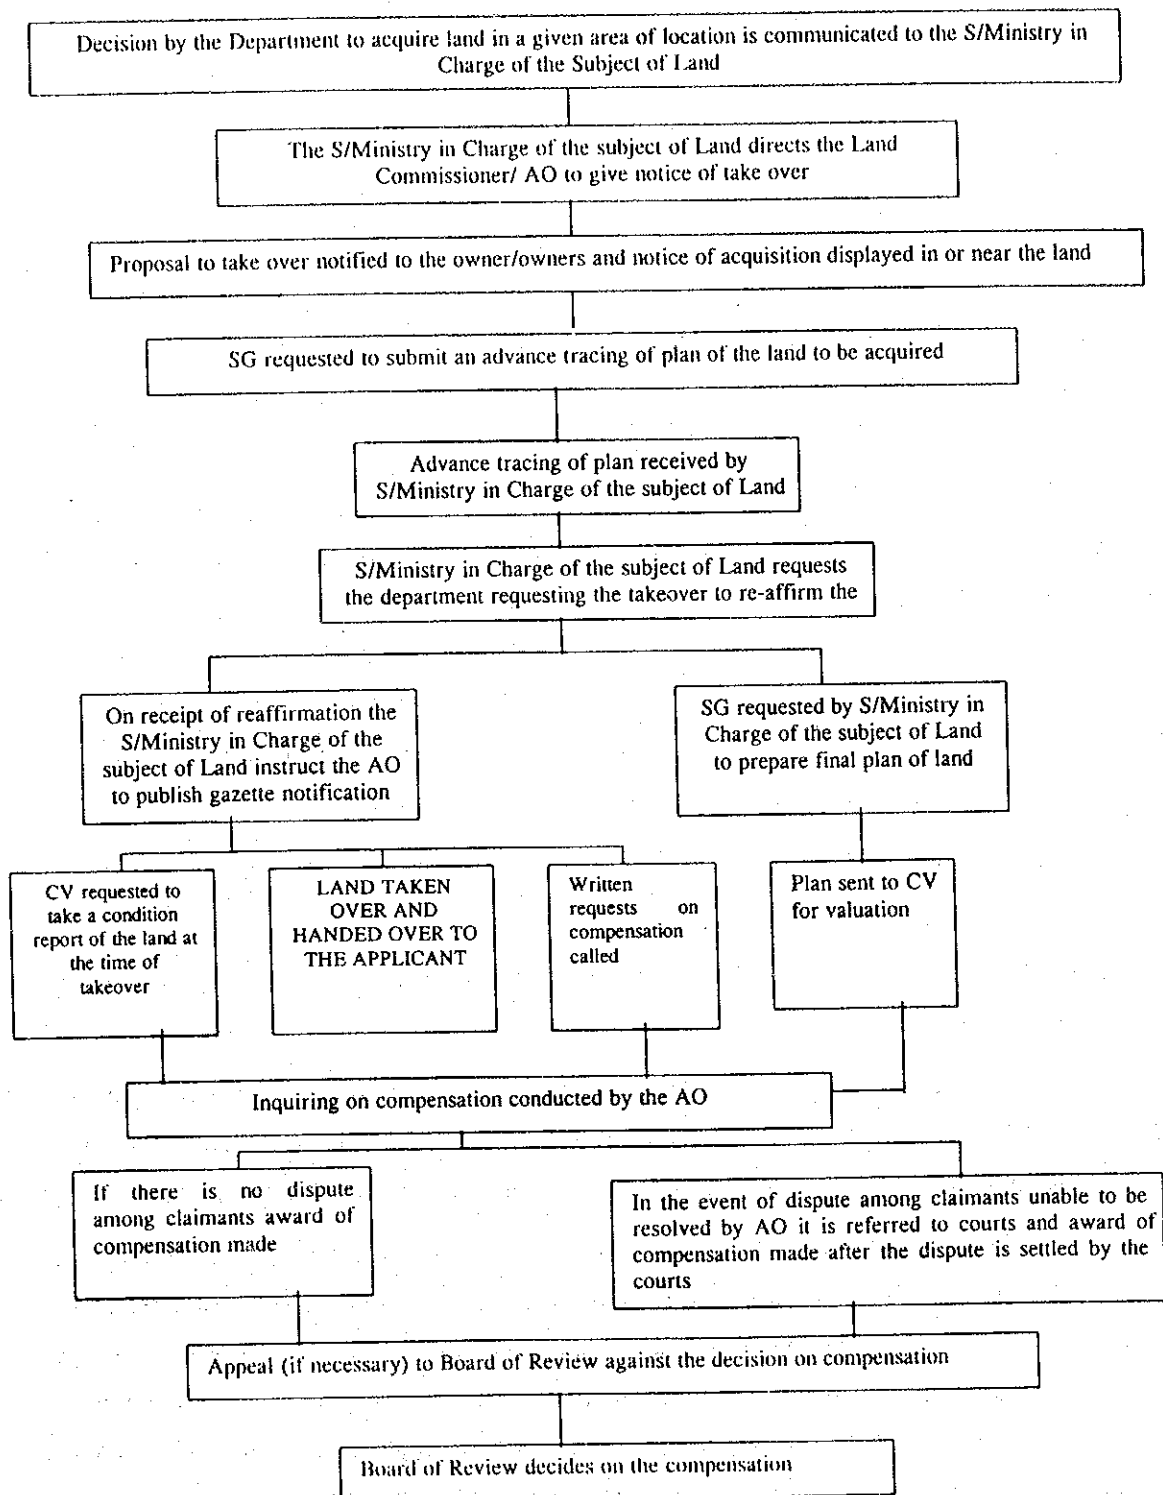 Decision by the Department to acquire land in a given area of location is communicated to the S/Ministry in
Charge of the Subject of Land
The S/Ministry in Charge of the subject of Land directs the Land
Commissioner/ AO to give notice of take over
Proposal to take over notified to the owner/owners and notice of acquisition displayed in or near the land
SG requested to submit an advance tracing of plan of the land to be acquired
Advance tracing of plan received by
S/Ministry in Charge of the subject of Land
S/Ministry in Charge of the subject of Land requests
the department requesting the takeover to re-affirm the
On receipt of reaffirmation the
S/Ministry in Charge of the
subject of Land instruct the AO
to publish gazette notification
SG requested by S/Ministry in
Charge of the subject of Land
to prepare final plan of land
CV requested to
take a condition
report of the land at
the time of
takeover
LAND TAKEN
OVER AND
HANDED OVER TO
THE APPLICANT
Written
requests on
compensation
called
Plan sent to CV
for valuation
Inquiring on compensation conducted by the AO
If there is no dispute
among claimants award of
compensation made
In the event of dispute among claimants unable to be
resolved by AO it is referred to courts and award of
compensation made after the dispute is settled by the
courts
Appeal (if necessary) to Board of Review against the decision on compensation
Board of Review decides on the compensation